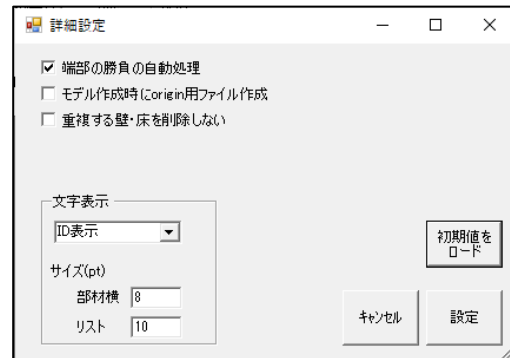 詳細設定
端部の勝負の自動処理
モデル作成時にorigin用ファイル作成
重複する壁・床を削除しない
文字表示
ID表示
サイズ(pt)
部材横 8
リスト 10
初期値を
ロード
キャンセル
設定